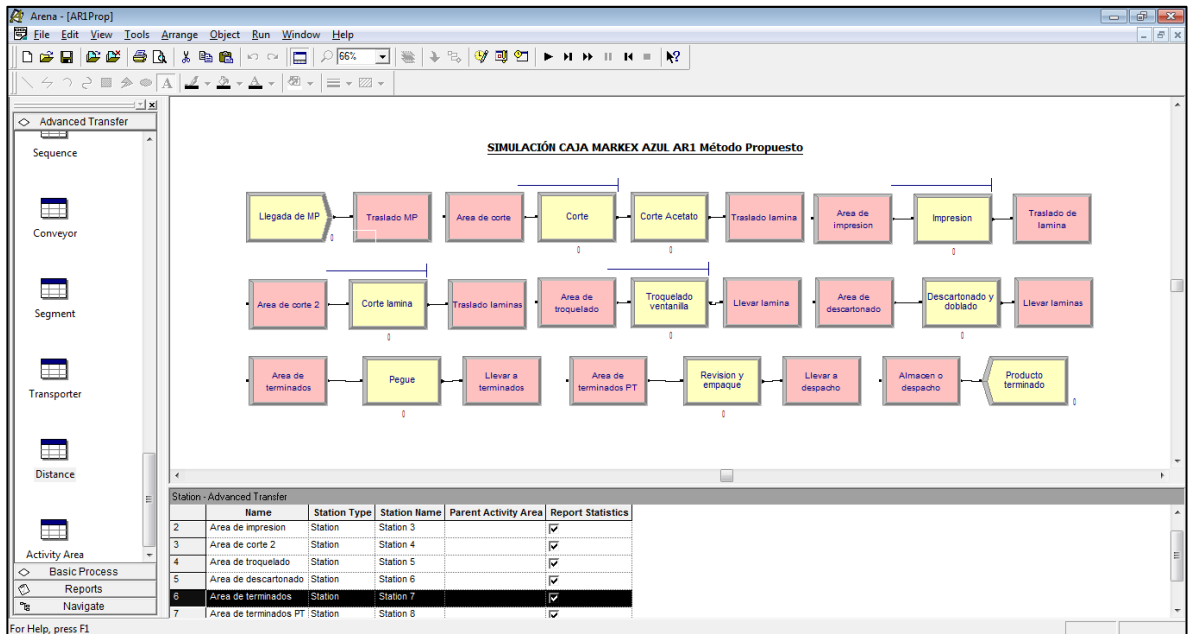 Arena - [AR1Prop]
File Edit View Tools Arrange Object Run Window Help
66%
A
Advanced Transfer
Sequence
Conveyor
Segment
Transporter
Distance
Activity Area
Basic Process
Reports
Navigate
SIMULACIÓN CAJA MARKEX AZUL AR1 Método Propuesto
Llegada de MP
Traslado MP
Area de corte
Corte
Corte Acetato
Traslado lamina
Area de
impresion
Impresion
Traslado de
lamina
0
0
0
0
Area de corte 2
Corte lamina
Traslado laminas
Area de
troquelado
Troquelado
ventanilla
Llevar lamina
Area de
descartonado
Descartonado y
doblado
Llevar laminas
0
0
0
Area de
terminados
Pegue
Llevar a
terminados
Area de
terminados PT
Revision y
empaque
Llevar a
despacho
Almacen o
despacho
Producto
terminado
0
0
0
Station - Advanced Transfer
Name Station Type Station Name Parent Activity Area Report Statistics
2 Area de impresion Station Station 3
3 Area de corte 2 Station Station 4
4 Area de troquelado Station Station 5
5 Area de descartonado Station Station 6
6 Area de terminados Station Station 7
7 Area de terminados PT Station Station 8
For Help, press F1